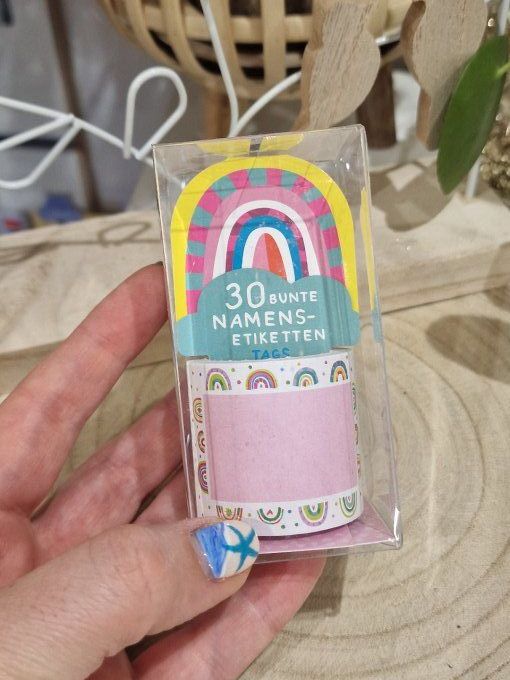 30 BUNTE
NAMENS-
ETIKETTEN
TAGS